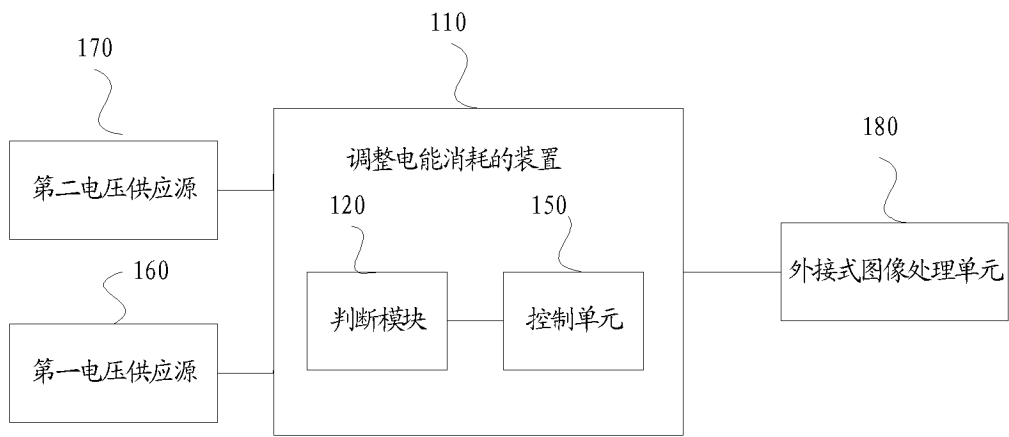 110
170
180
调整电能消耗的装置
第二电压供应源
120
150
160
外接式图像处理单元
判断模块
控制单元
第一电压供应源